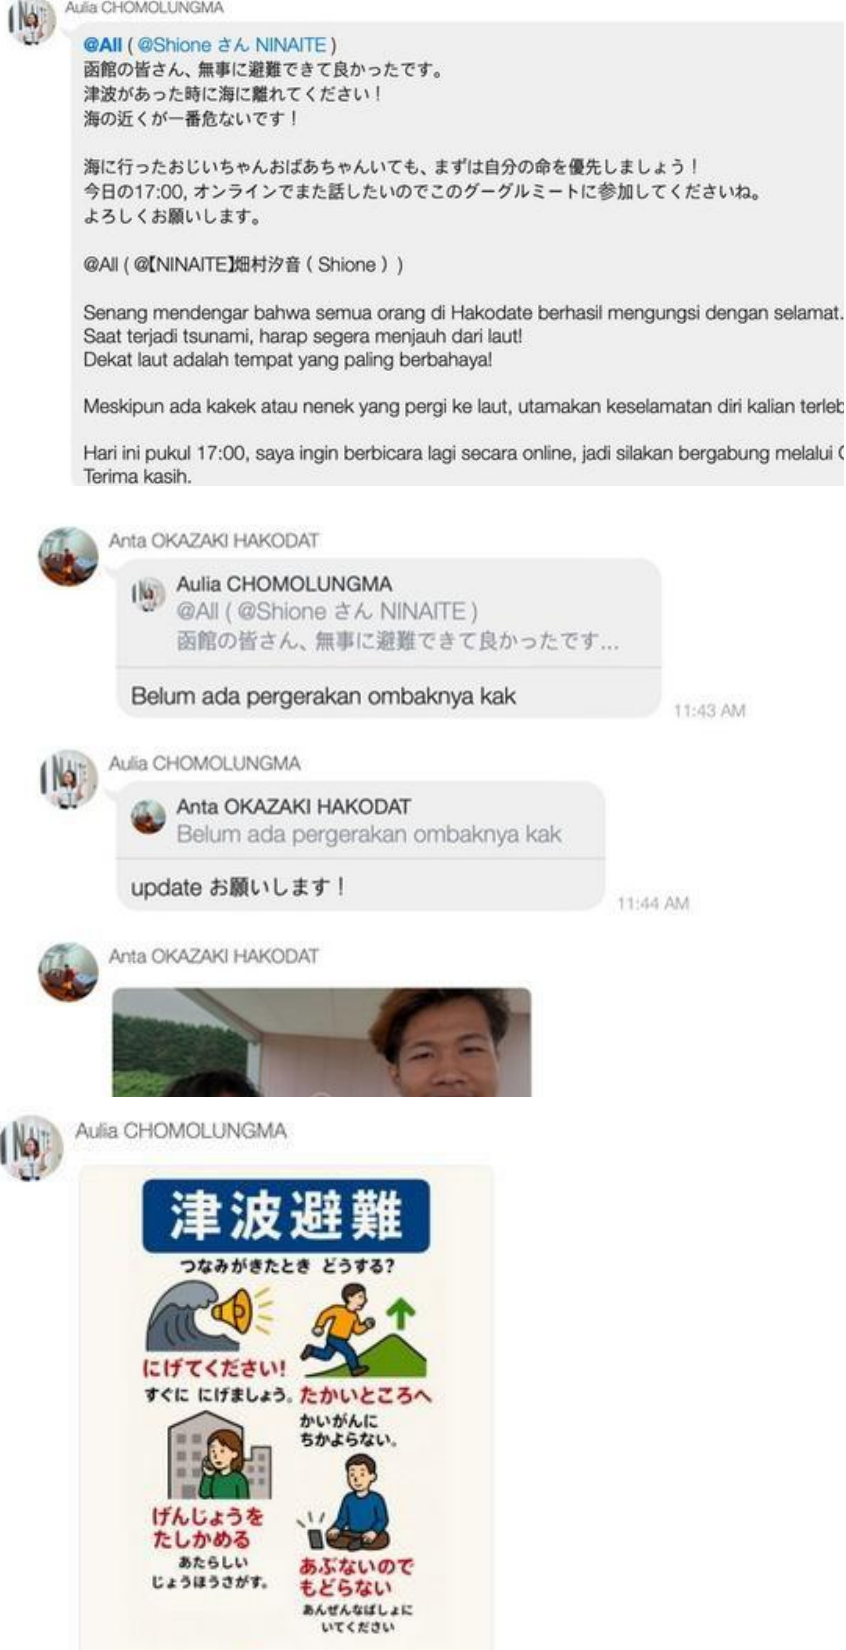 Aulia CHOMOLUNGMA
@All ( @Shione さん NINAITE )
函館の皆さん、無事に避難できて良かったです。
津波があった時に海に離れてください！
海の近くが一番危ないです！
海に行ったおじいちゃんおばあちゃんいても、まずは自分の命を優先しましょう！
今日の17:00, オンラインでまた話したいのでこのグーグルミートに参加してくださいね。
よろしくお願いします。
@All ( @【NINAITE】畑村汐音 ( Shione ) )
Senang mendengar bahwa semua orang di Hakodate berhasil mengungsi dengan selamat.
Saat terjadi tsunami, harap segera menjauh dari laut!
Dekat laut adalah tempat yang paling berbahaya!
Meskipun ada kakek atau nenek yang pergi ke laut, utamakan keselamatan diri kalian
Hari ini pukul 17:00, saya ingin berbicara lagi secara online, jadi silakan bergabung melalui
Terima kasih.
Anta OKAZAKI HAKODAT
Aulia CHOMOLUNGMA
@All ( @Shione さん NINAITE )
函館の皆さん、無事に避難できて良かったです...
Belum ada pergerakan ombaknya kak
11:43 AM
Aulia CHOMOLUNGMA
Anta OKAZAKI HAKODAT
Belum ada pergerakan ombaknya kak
update お願いします！
11:44 AM
Anta OKAZAKI HAKODAT
Aulia CHOMOLUNGMA
津波避難
つなみがきたとき どうする?
にげてください!
すぐに にげましょう。
たかいところへ
かいがんに
ちかよらない。
げんじょうを
たしかめる
あたらしい
じょうほうさがす。
あぶないので
もどらない
あんぜんなばしょに
いてください